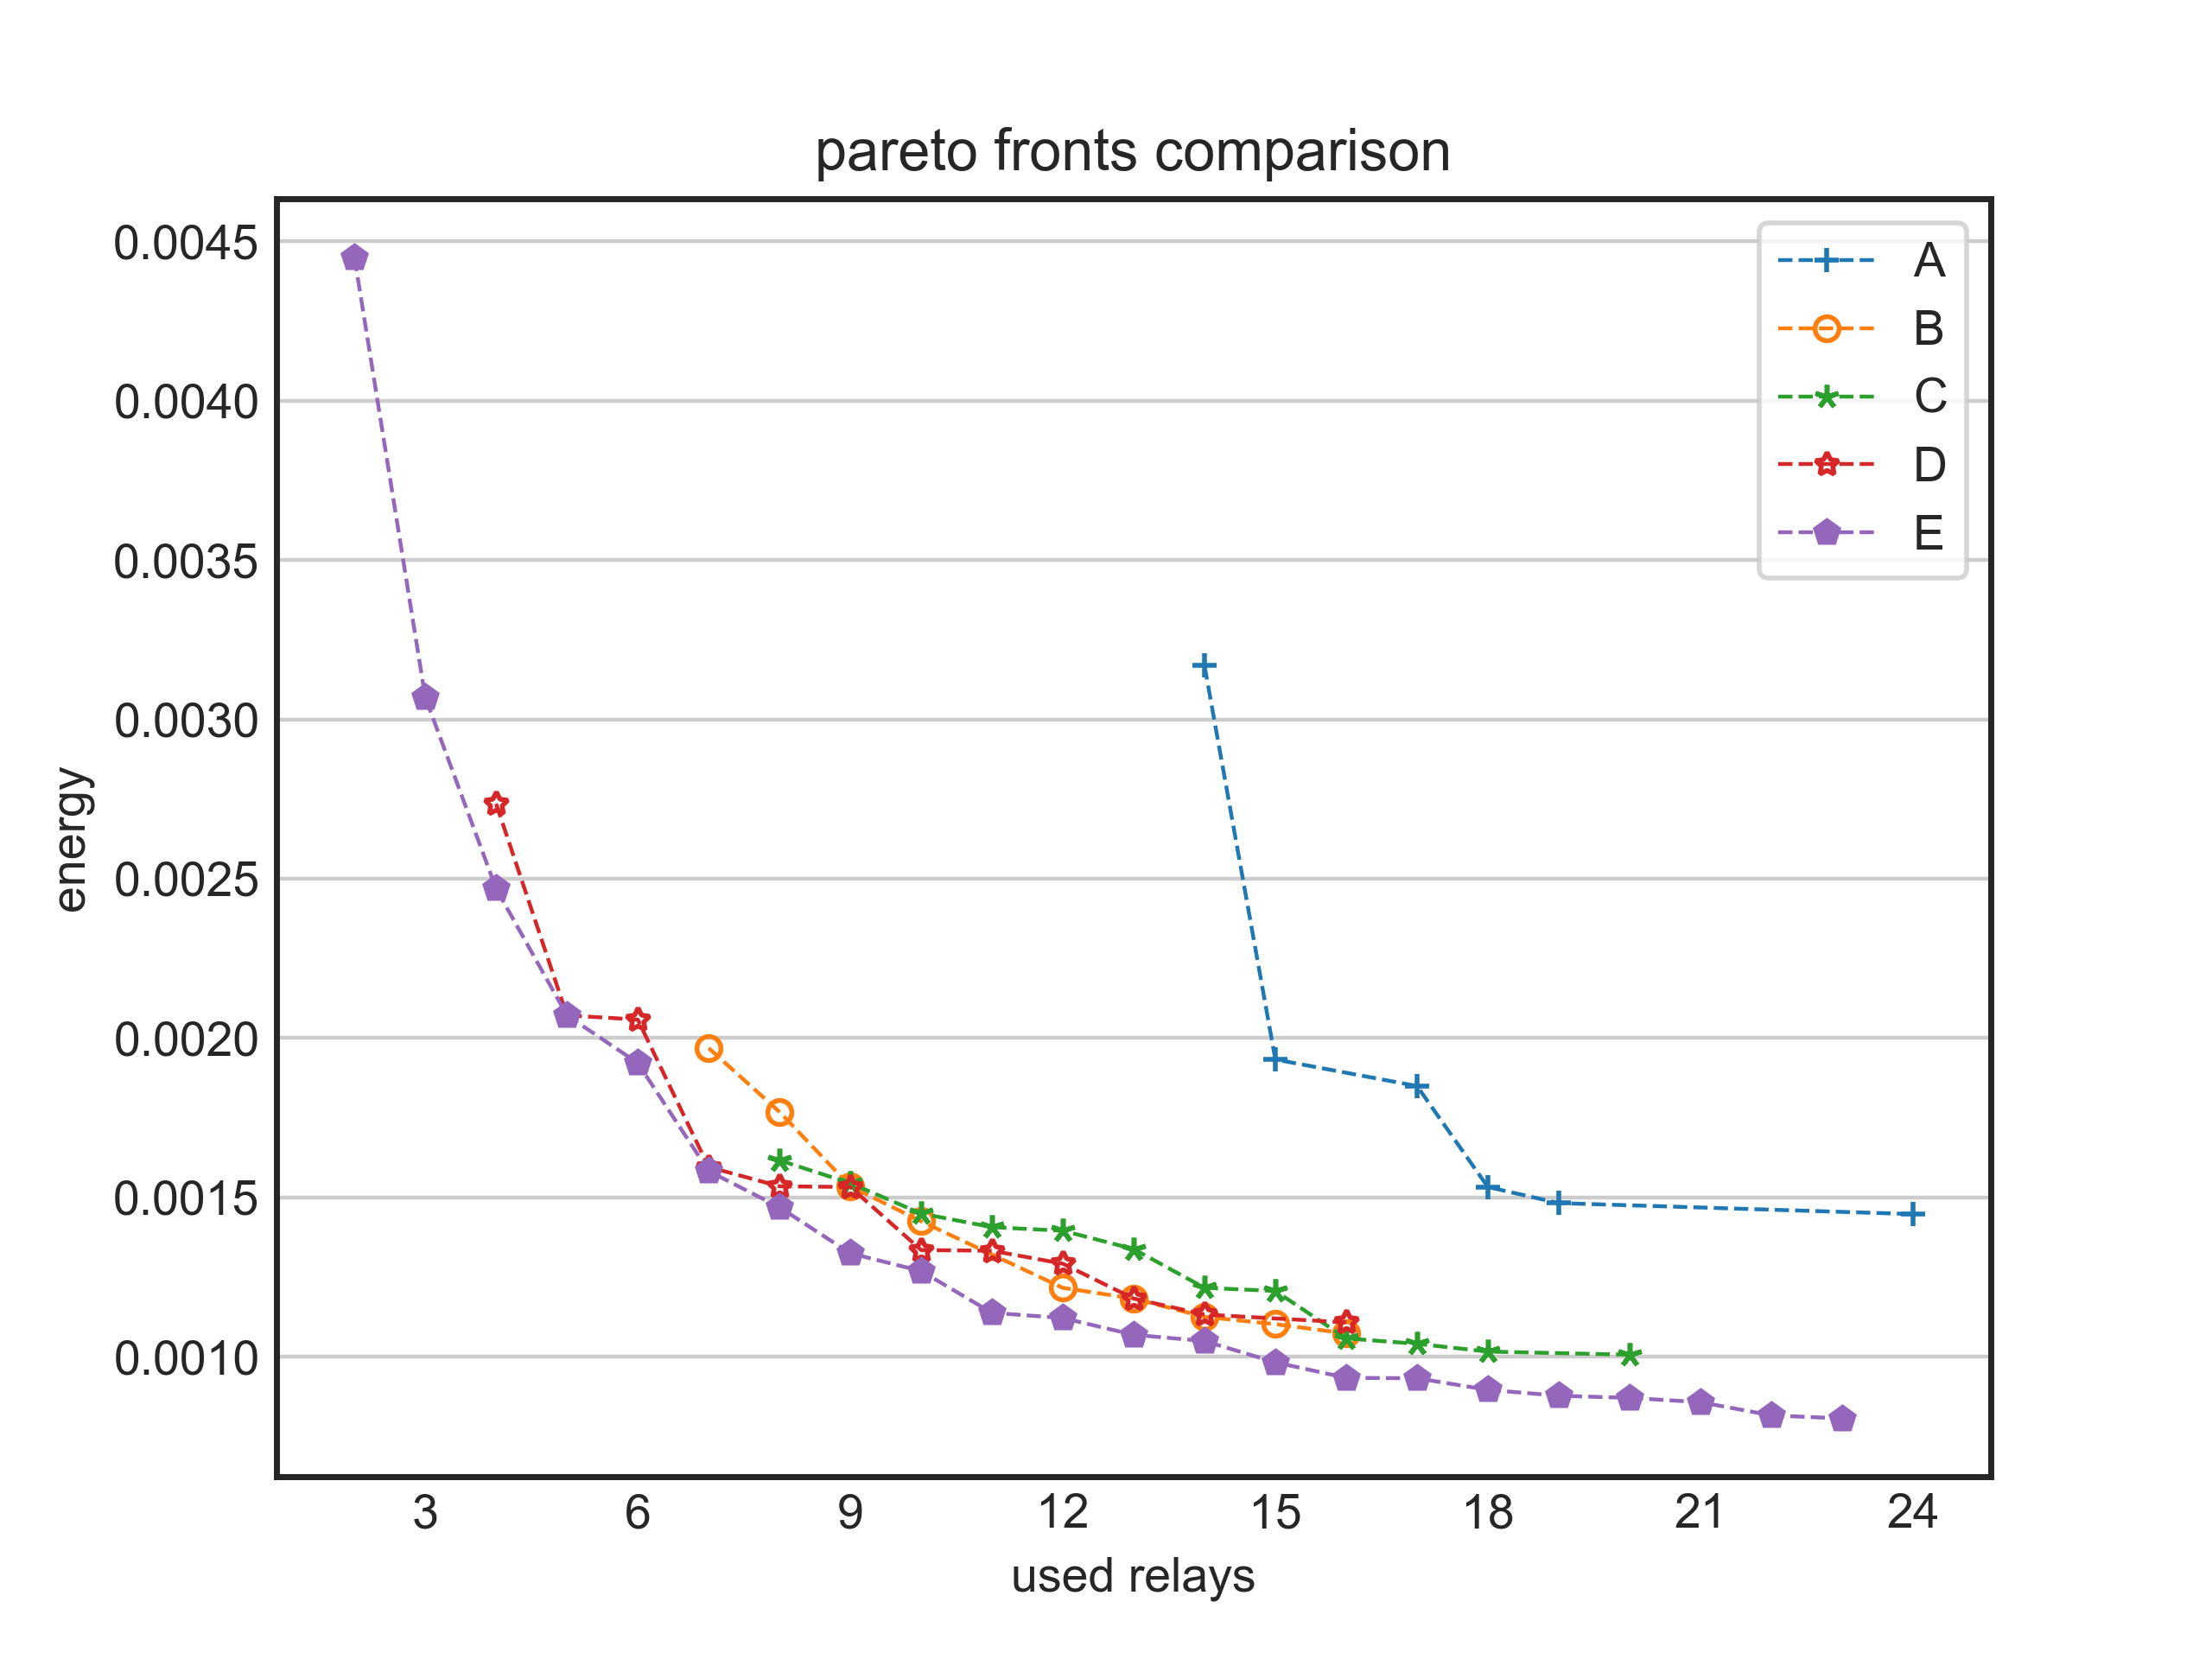 pareto fronts comparison
0.0045
0.0040
0.0035
0.0030
0.0025
0.0020
0.0015
0.0010
energy
A
B
C
D
E
3 6 9 12 15 18 21 24
used relays